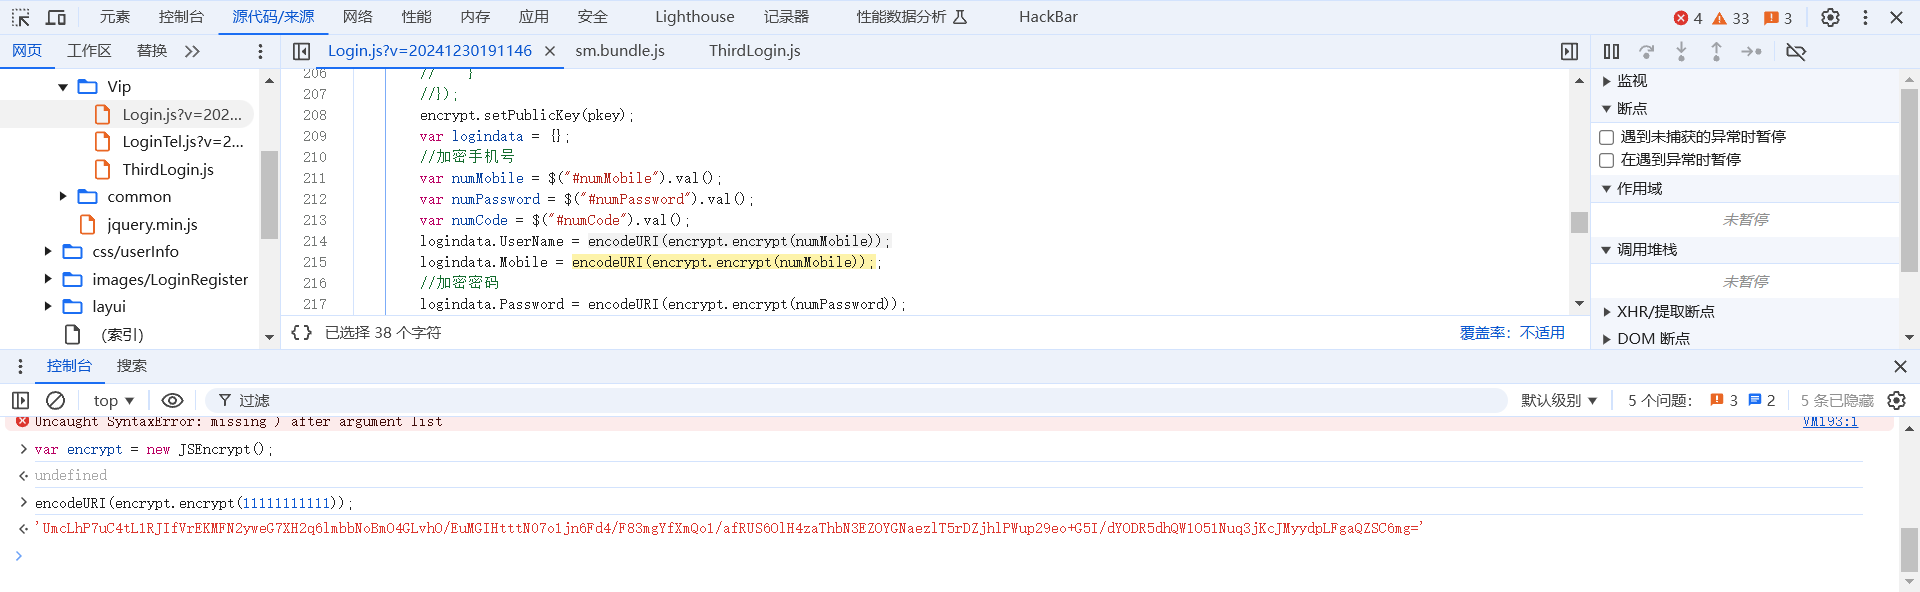 元素 控制台 源代码/来源 网络 性能 内存 应用 安全 Lighthouse 记录器 性能数据分析 HackBar 4 33 3
网页 工作区 替换 Login.js?v=20241230191146 sm.bundle.js ThirdLogin.js
Vip
Login.js?v=202...
LoginTel.js?v=2...
ThirdLogin.js
common
jquery.min.js
css/userInfo
images/LoginRegister
layui
(索引)
206 // }
207 //});
208 encrypt.setPublicKey(pkey);
209 var logindata = {};
210 //加密手机号
211 var numMobile = $("#numMobile").val();
212 var numPassword = $("#numPassword").val();
213 var numCode = $("#numCode").val();
214 logindata.UserName = encodeURI(encrypt.encrypt(numMobile));
215 logindata.Mobile = encodeURI(encrypt.encrypt(numMobile));;
216 //加密密码
217 logindata.Password = encodeURI(encrypt.encrypt(numPassword));
{} 已选择 38 个字符 覆盖率：不适用
监视
断点
遇到未捕获的异常时暂停
在遇到异常时暂停
作用域
未暂停
调用堆栈
未暂停
XHR/提取断点
DOM 断点
控制台 搜索
top 过滤 默认级别 5 个问题： 3 2 5 条已隐藏
Uncaught SyntaxError: missing ) after argument list VM193:1
> var encrypt = new JSEncrypt();
undefined
> encodeURI(encrypt.encrypt(11111111111));
'UmcLhP7uC4tL1RJIfVrEKMFN2yweG7XH2q6lmbbNoBmO4GLvhO/EuMGIHtttN07o1jn6Fd4/F83mgYfXmQo1/afRUS6OlH4zaThbN3EZOYGNaezlT5rDZjhlPWup29eo+G5I/dYODR5dhQW1O51Nuq3jKcJMyydpLFgaQZSC6mg='
>